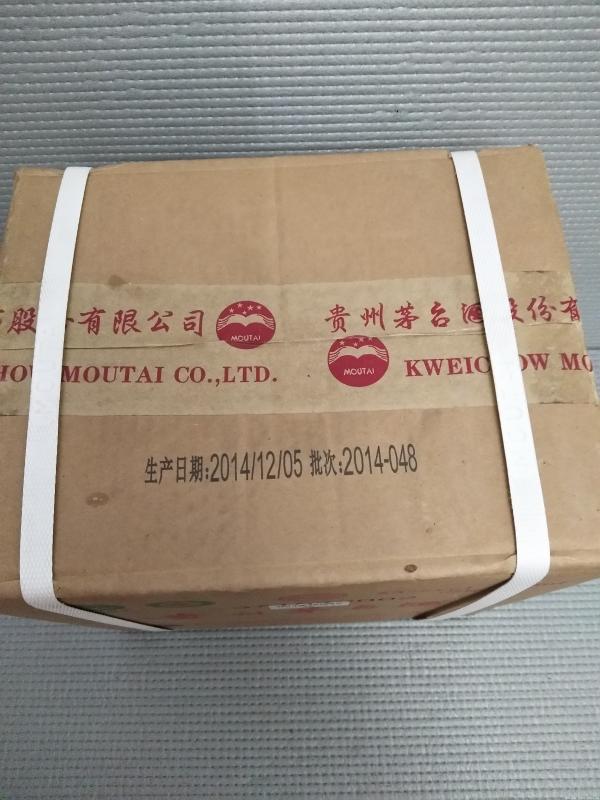 股份有限公司 MOUTAI 贵州茅台酒股份有
MOUTAI CO.,LTD. MOUTAI KWEICHOW MO
生产日期:2014/12/05 批次:2014-048